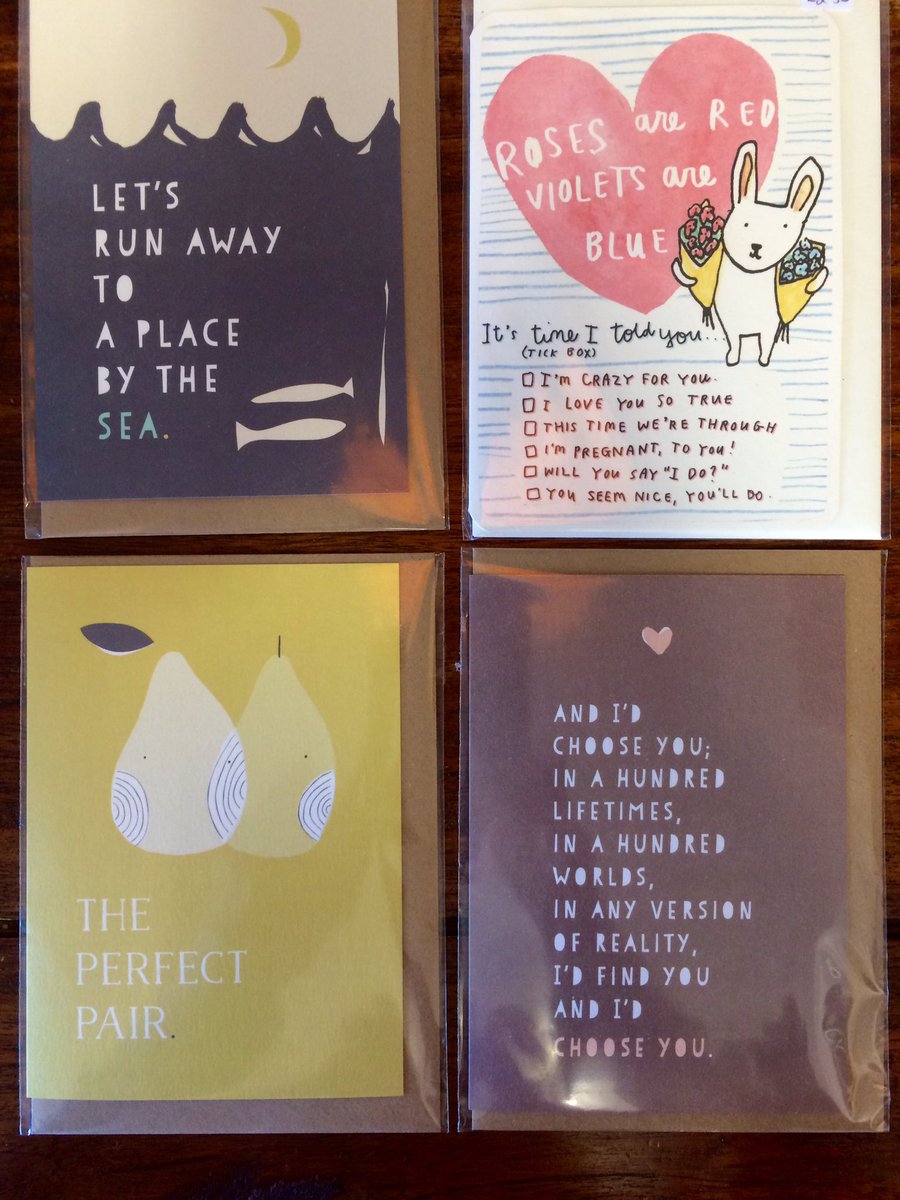 LET'S
RUN AWAY
TO
A PLACE
BY THE
SEA.
ROSES are RED
VIOLETS are
BLUE
It's time I told you...
(TICK BOX)
I'M CRAZY FOR YOU.
I LOVE YOU SO TRUE
THIS TIME WE'RE THROUGH
I'M PREGNANT, TO YOU!
WILL YOU SAY "I DO?"
YOU SEEM NICE, YOU'LL DO.
THE
PERFECT
PAIR.
AND I'D
CHOOSE YOU;
IN A HUNDRED
LIFETIMES,
IN A HUNDRED
WORLDS,
IN ANY VERSION
OF REALITY,
I'D FIND YOU
AND I'D
CHOOSE YOU.